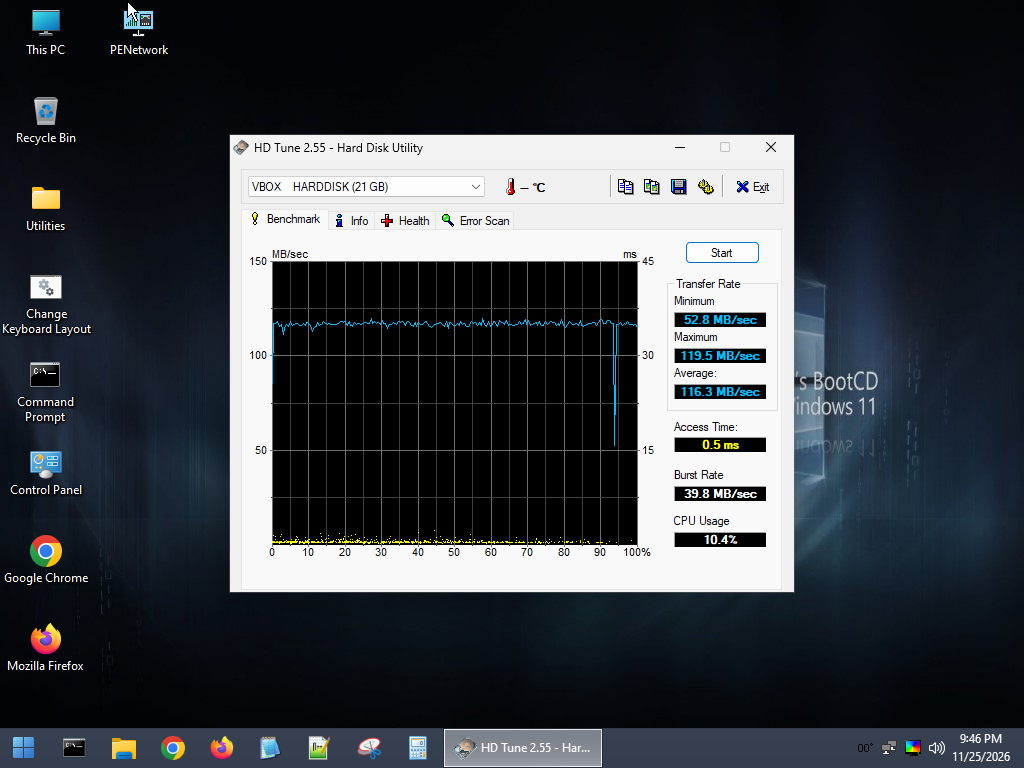 This PC
PENetwork
Recycle Bin
Utilities
Change
Keyboard Layout
Command
Prompt
Control Panel
Google Chrome
Mozilla Firefox
HD Tune 2.55 - Hard Disk Utility
VBOX HARDDISK (21 GB)
– °C
Exit
Benchmark
Info
Health
Error Scan
MB/sec
ms
150
100
50
45
30
15
0 10 20 30 40 50 60 70 80 90 100%
Start
Transfer Rate
Minimum
52.8 MB/sec
Maximum
119.5 MB/sec
Average:
116.3 MB/sec
Access Time:
0.5 ms
Burst Rate
39.8 MB/sec
CPU Usage
10.4%
's BootCD
indows 11
HD Tune 2.55 - Har...
00°
9:46 PM
11/25/2026